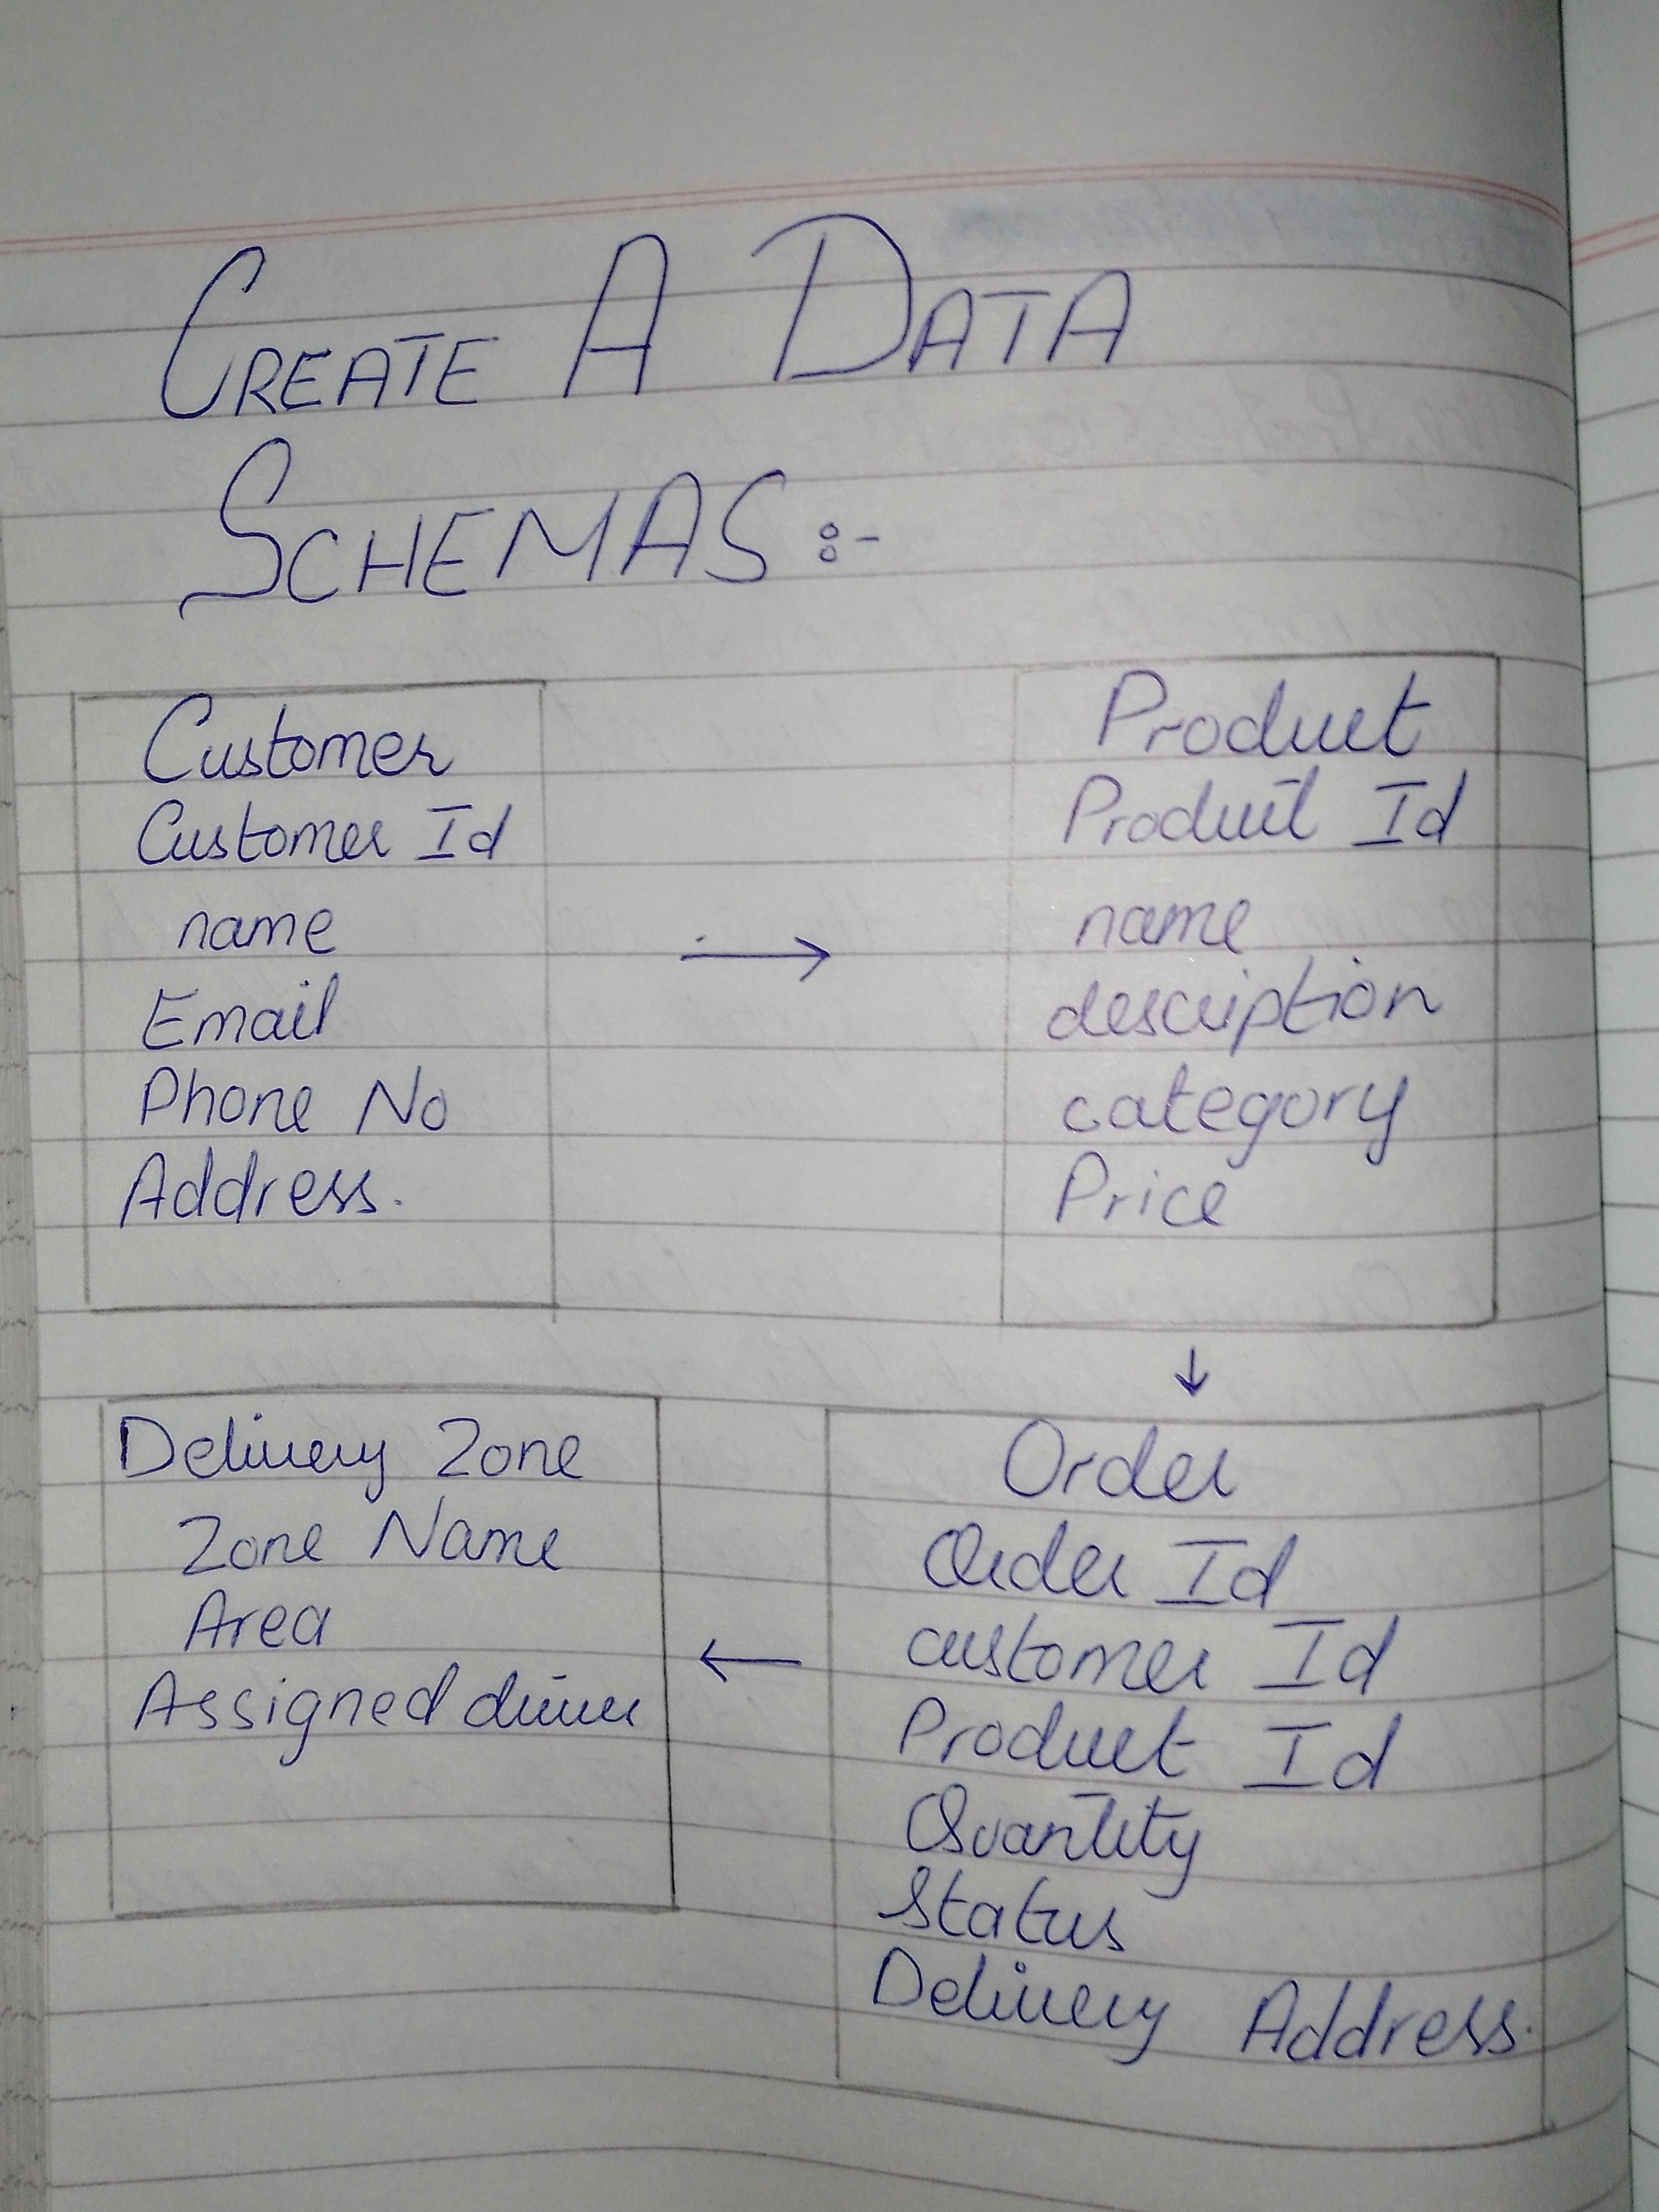 CREATE A DATA
SCHEMAS :-
Customer
Customer Id
name
Email
Phone No
Address.
Product
Product Id
name
description
category
Price
Order
Order Id
customer Id
Product Id
Quantity
Status
Delivery Address.
Delivery Zone
Zone Name
Area
Assigned driver